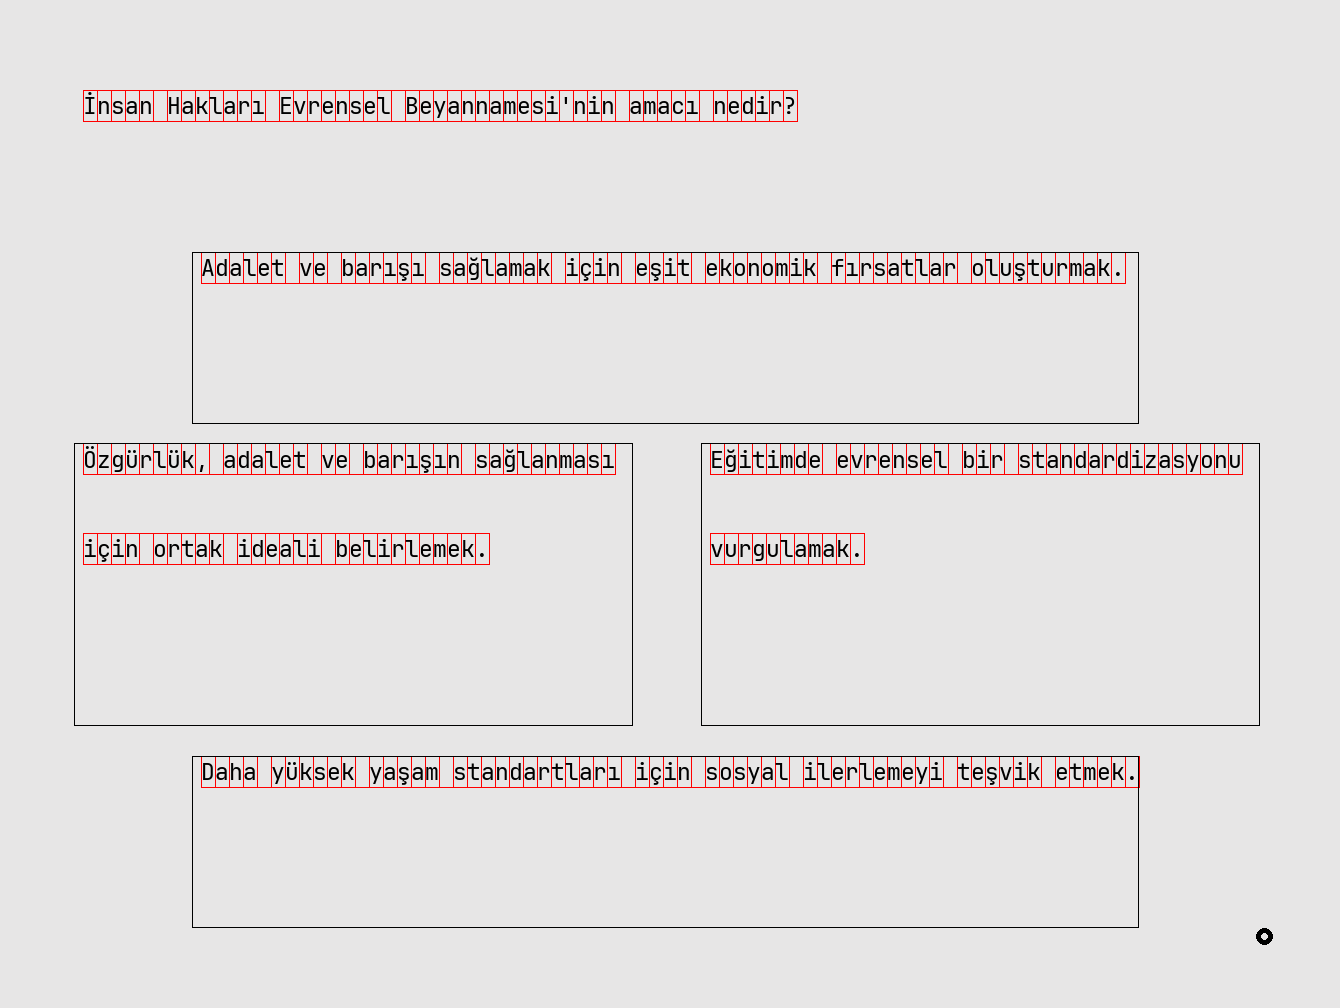 İnsan Hakları Evrensel Beyannamesi'nin amacı nedir?
Adalet ve barışı sağlamak için eşit ekonomik fırsatlar oluşturmak.
Özgürlük, adalet ve barışın sağlanması
için ortak ideali belirlemek.
Eğitimde evrensel bir standardizasyonu
vurgulamak.
Daha yüksek yaşam standartları için sosyal ilerlemeyi teşvik etmek.